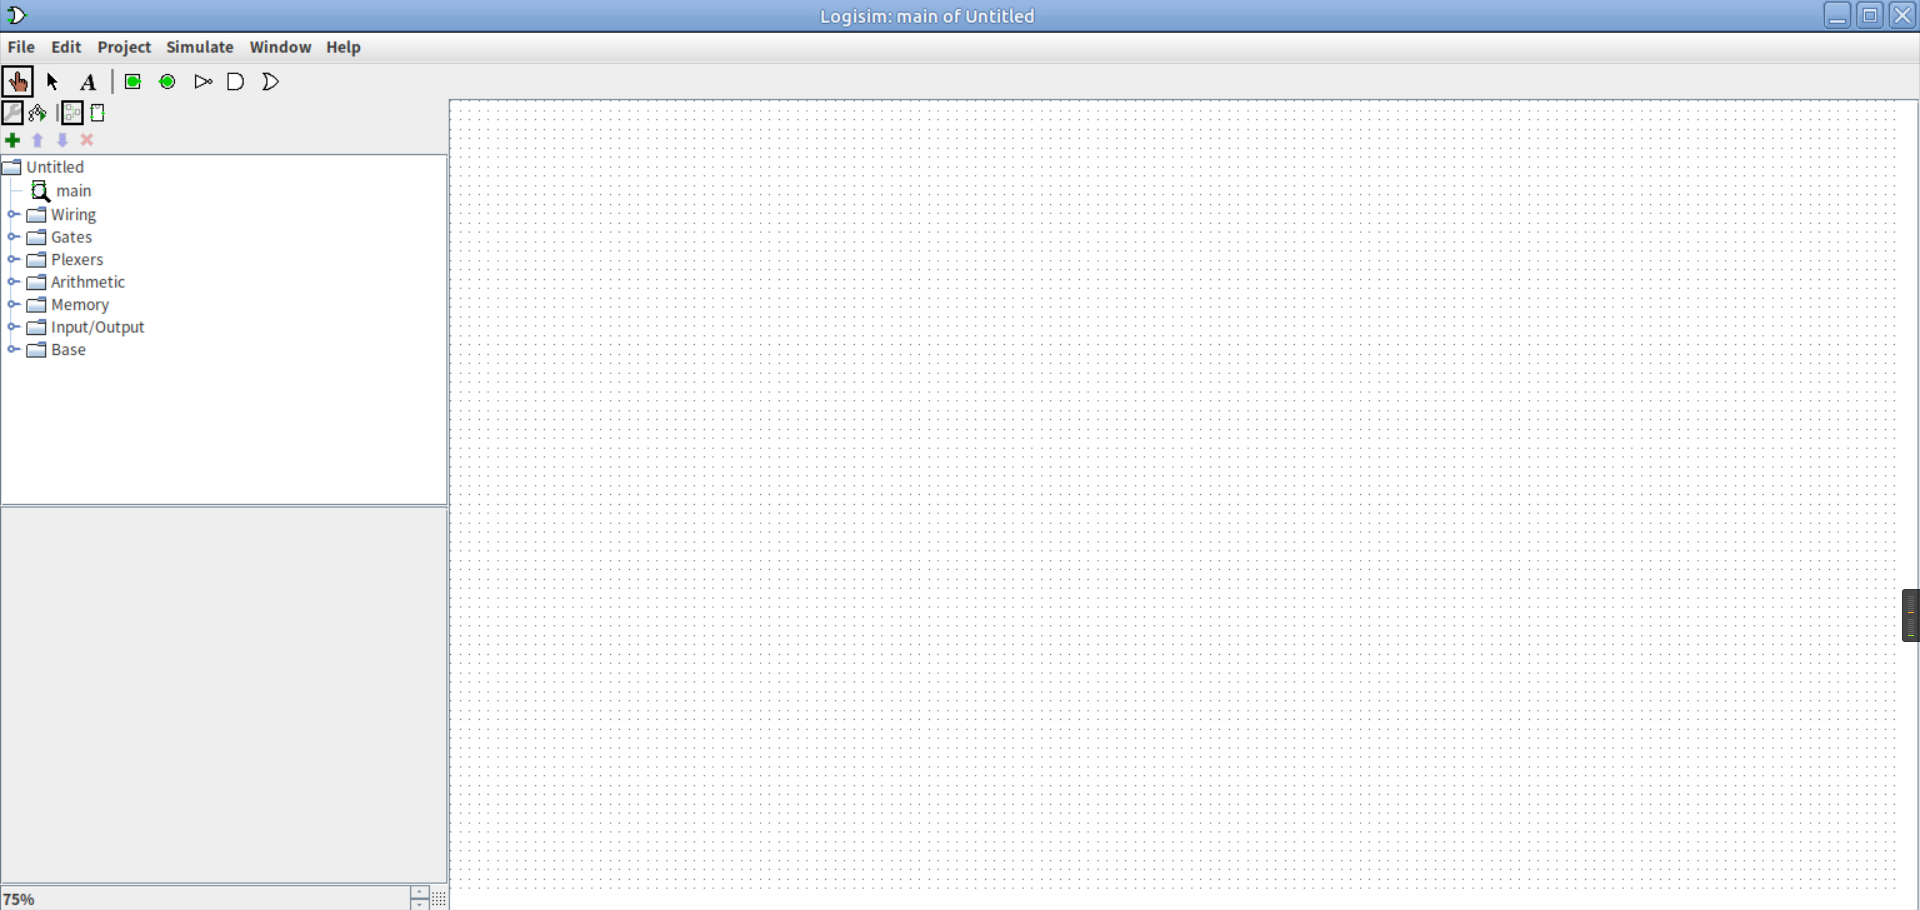 Logisim: main of Untitled
File Edit Project Simulate Window Help
A
Untitled
main
Wiring
Gates
Plexers
Arithmetic
Memory
Input/Output
Base
75%